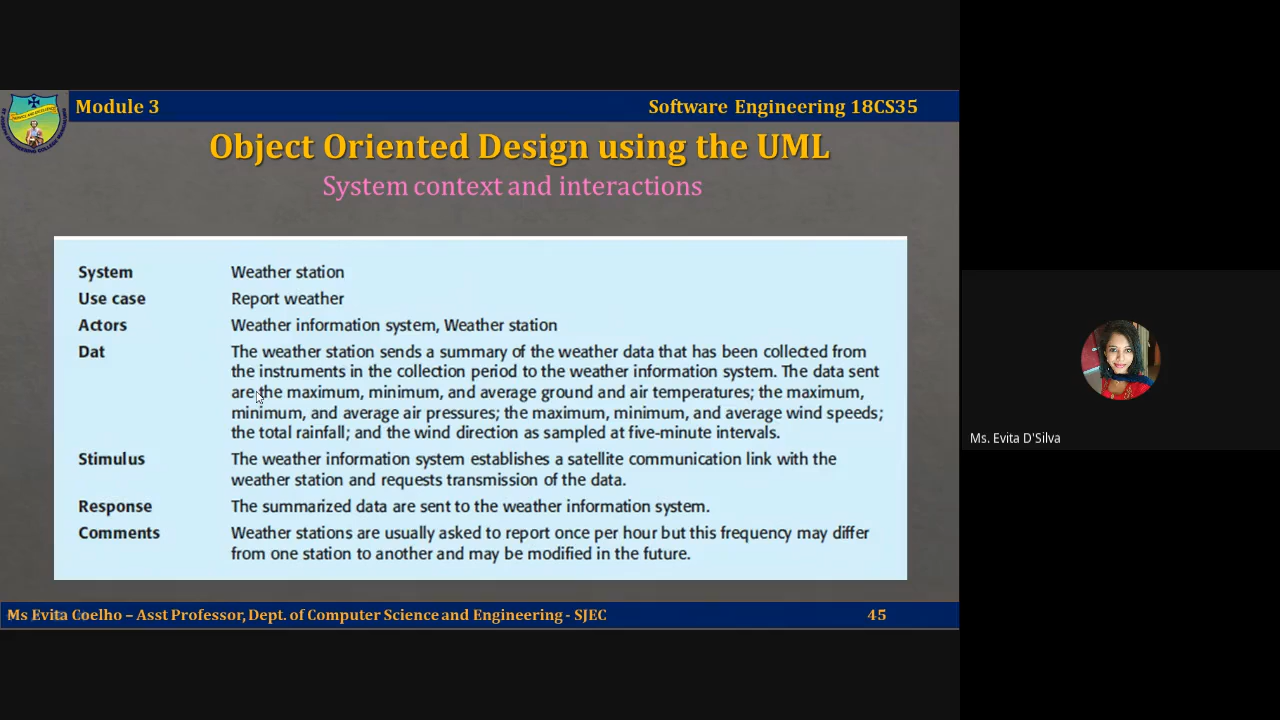 Module 3
Software Engineering 18CS35
Object Oriented Design using the UML
System context and interactions
System Weather station
Use case Report weather
Actors Weather information system, Weather station
Dat The weather station sends a summary of the weather data that has been collected from
the instruments in the collection period to the weather information system. The data sent
are the maximum, minimum, and average ground and air temperatures; the maximum,
minimum, and average air pressures; the maximum, minimum, and average wind speeds;
the total rainfall; and the wind direction as sampled at five-minute intervals.
Stimulus The weather information system establishes a satellite communication link with the
weather station and requests transmission of the data.
Response The summarized data are sent to the weather information system.
Comments Weather stations are usually asked to report once per hour but this frequency may differ
from one station to another and may be modified in the future.
Ms Evita Coelho – Asst Professor, Dept. of Computer Science and Engineering - SJEC
45
Ms. Evita D'Silva